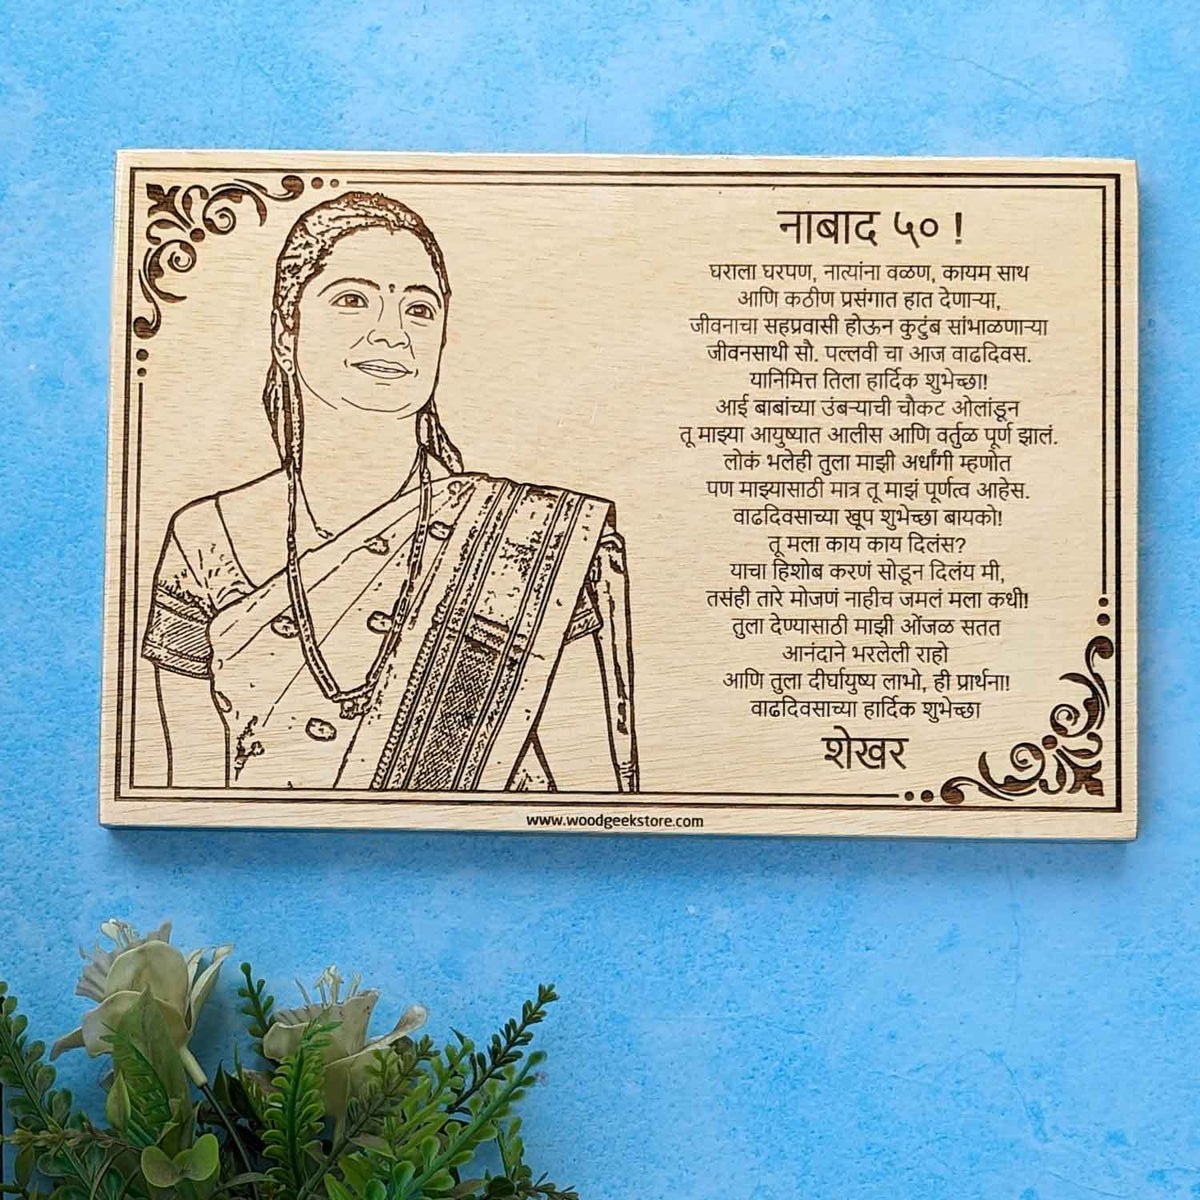 नाबाद ५० !
घराला घरपण, नात्यांना वळण, कायम साथ
आणि कठीण प्रसंगात हात देणाऱ्या,
जीवनाचा सहप्रवासी होऊन कुटुंब सांभाळणाऱ्या
जीवनसाथी सौ. पल्लवी चा आज वाढदिवस.
यानिमित्त तिला हार्दिक शुभेच्छा!
आई बाबांच्या उंबऱ्याची चौकट ओलांडून
तू माझ्या आयुष्यात आलीस आणि वर्तुळ पूर्ण झालं.
लोकं भलेही तुला माझी अर्धांगी म्हणोत
पण माझ्यासाठी मात्र तू माझं पूर्णत्व आहेस.
वाढदिवसाच्या खूप शुभेच्छा बायको!
तू मला काय काय दिलंस?
याचा हिशोब करणं सोडून दिलंय मी,
तसंही तारे मोजणं नाहीच जमलं मला कधी!
तुला देण्यासाठी माझी ओंजळ सतत
आनंदाने भरलेली राहो
आणि तुला दीर्घायुष्य लाभो, ही प्रार्थना!
वाढदिवसाच्या हार्दिक शुभेच्छा
शेखर
www.woodgeekstore.com